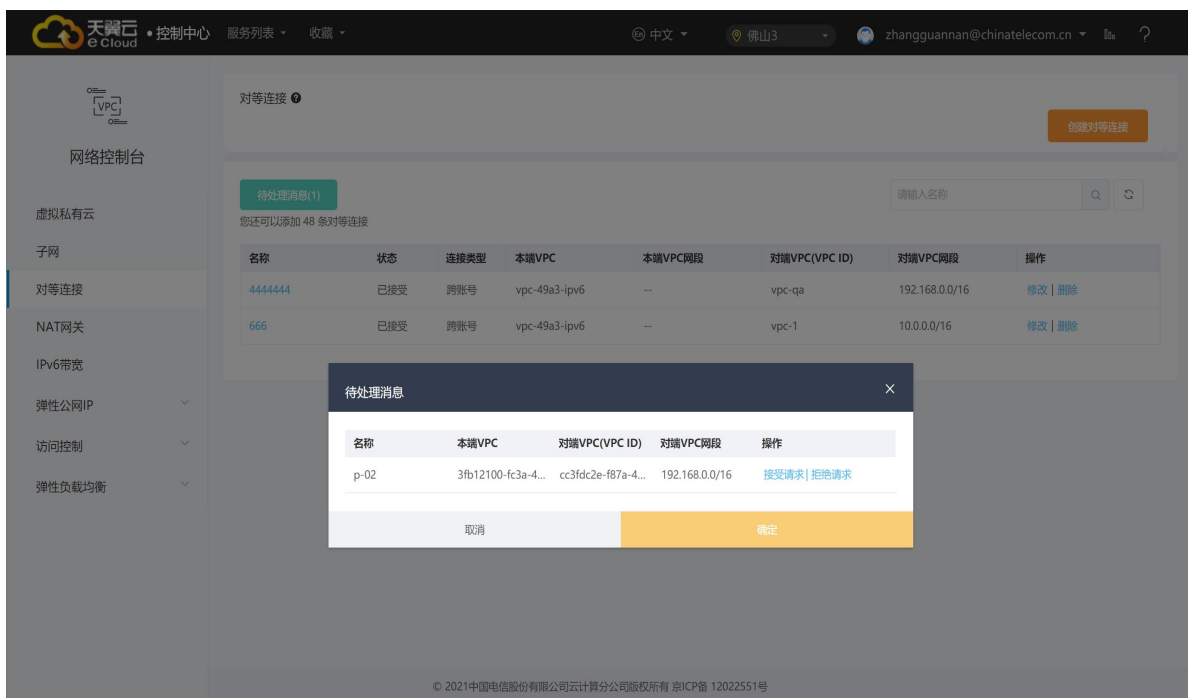 天翼云 e Cloud •控制中心 服务列表 收藏 En 中文 佛山3 zhangguannan@chinatelecom.cn ?
VPC
网络控制台
虚拟私有云
子网
对等连接
NAT网关
IPv6带宽
弹性公网IP
访问控制
弹性负载均衡
对等连接 ?
创建对等连接
待处理消息(1) 请输入名称
您还可以添加 48 条对等连接
名称 状态 连接类型 本端VPC 本端VPC网段 对端VPC(VPC ID) 对端VPC网段 操作
4444444 已接受 跨账号 vpc-49a3-ipv6 -- vpc-qa 192.168.0.0/16 修改 | 删除
666 已接受 跨账号 vpc-49a3-ipv6 -- vpc-1 10.0.0.0/16 修改 | 删除
待处理消息 ×
名称 本端VPC 对端VPC(VPC ID) 对端VPC网段 操作
p-02 3fb12100-fc3a-4... cc3fdc2e-f87a-4... 192.168.0.0/16 接受请求 | 拒绝请求
取消 确定
© 2021中国电信股份有限公司云计算分公司版权所有 京ICP备 12022551号